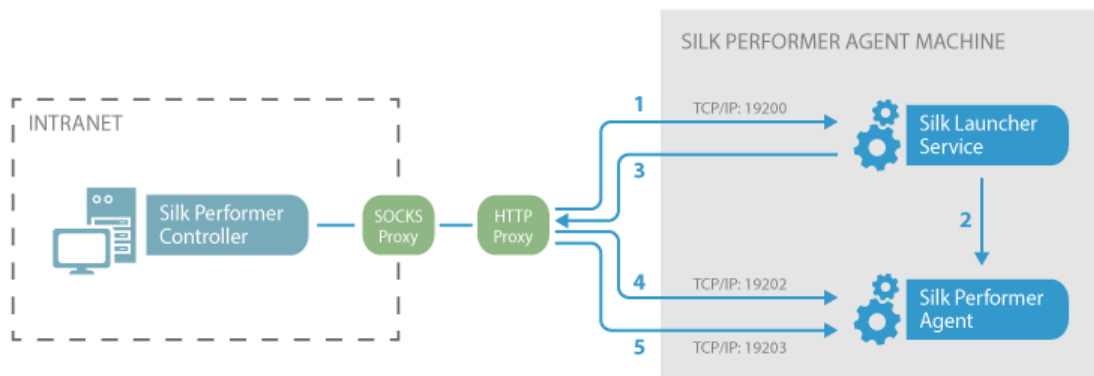 SILK PERFORMER AGENT MACHINE
INTRANET
1
TCP/IP: 19200
Silk Launcher
Service
3
Silk Performer
Controller
SOCKS
Proxy
HTTP
Proxy
2
4
TCP/IP: 19202
Silk Performer
Agent
5
TCP/IP: 19203